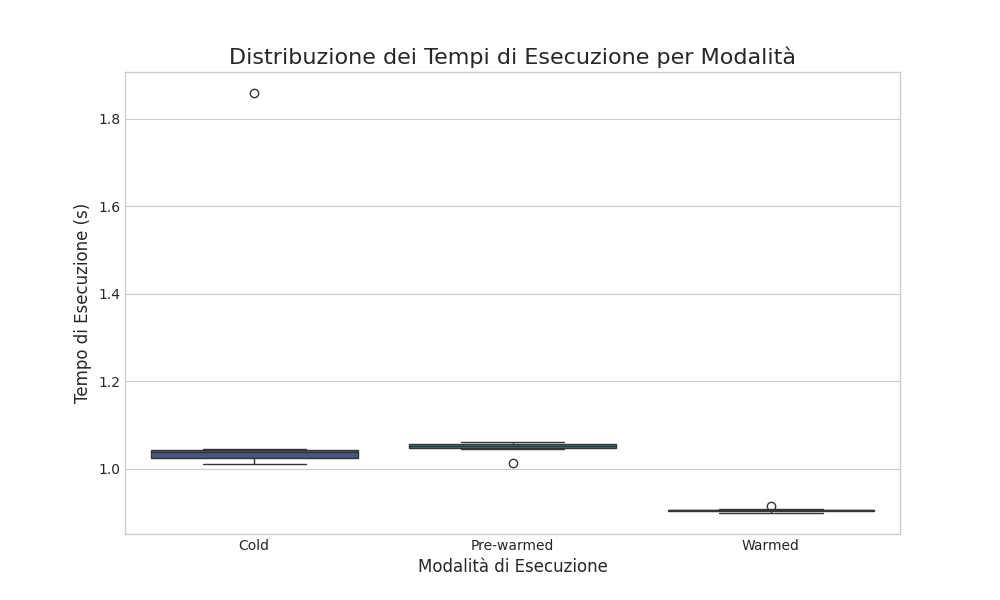 Distribuzione dei Tempi di Esecuzione per Modalità
Tempo di Esecuzione (s)
1.8
1.6
1.4
1.2
1.0
Cold
Pre-warmed
Warmed
Modalità di Esecuzione